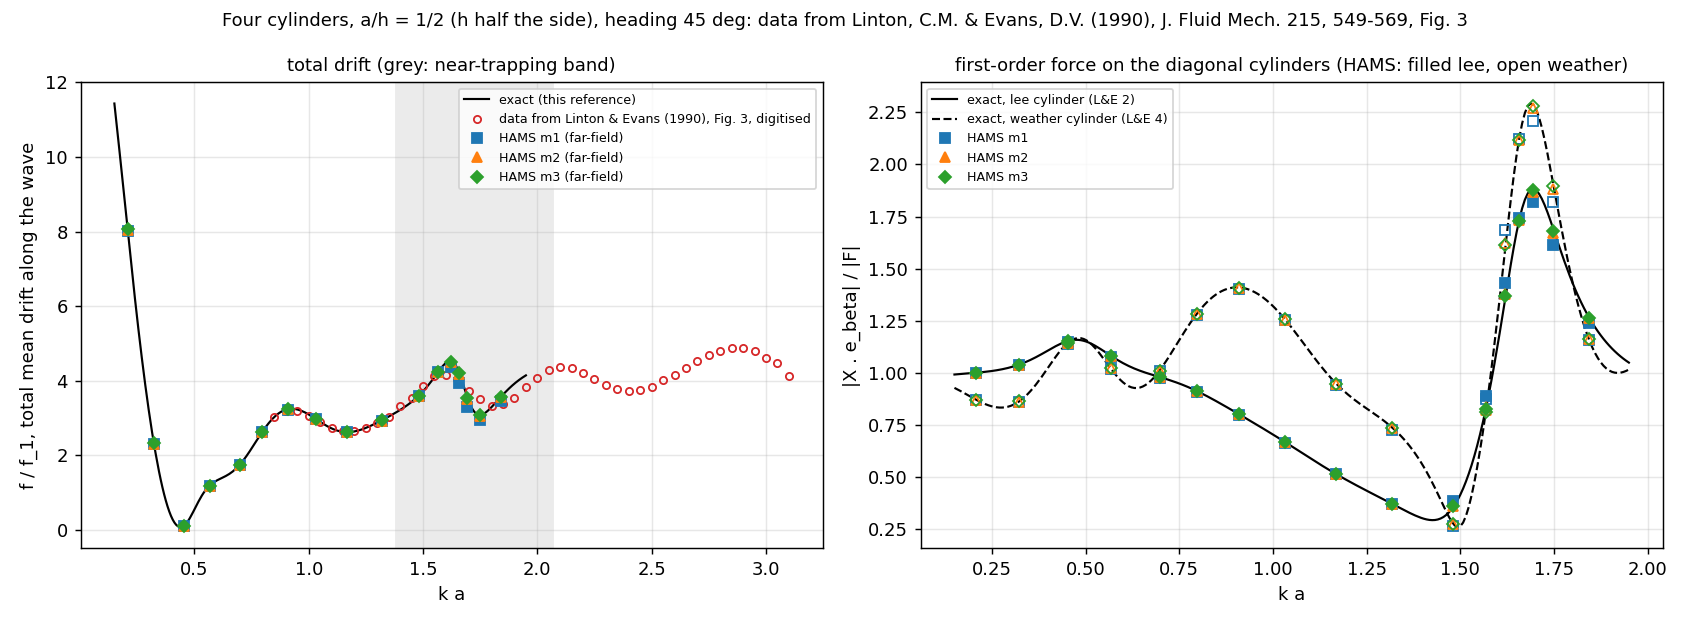 Four cylinders, a/h = 1/2 (h half the side), heading 45 deg: data from Linton, C.M. & Evans, D.V. (1990), J. Fluid Mech. 215, 549-569, Fig. 3
total drift (grey: near-trapping band)
f / f_1, total mean drift along the wave
12
10
8
6
4
2
0
exact (this reference)
data from Linton & Evans (1990), Fig. 3, digitised
HAMS m1 (far-field)
HAMS m2 (far-field)
HAMS m3 (far-field)
0.5 1.0 1.5 2.0 2.5 3.0
k a
first-order force on the diagonal cylinders (HAMS: filled lee, open weather)
|X . e_beta| / |F|
2.25
2.00
1.75
1.50
1.25
1.00
0.75
0.50
0.25
exact, lee cylinder (L&E 2)
exact, weather cylinder (L&E 4)
HAMS m1
HAMS m2
HAMS m3
0.25 0.50 0.75 1.00 1.25 1.50 1.75 2.00
k a